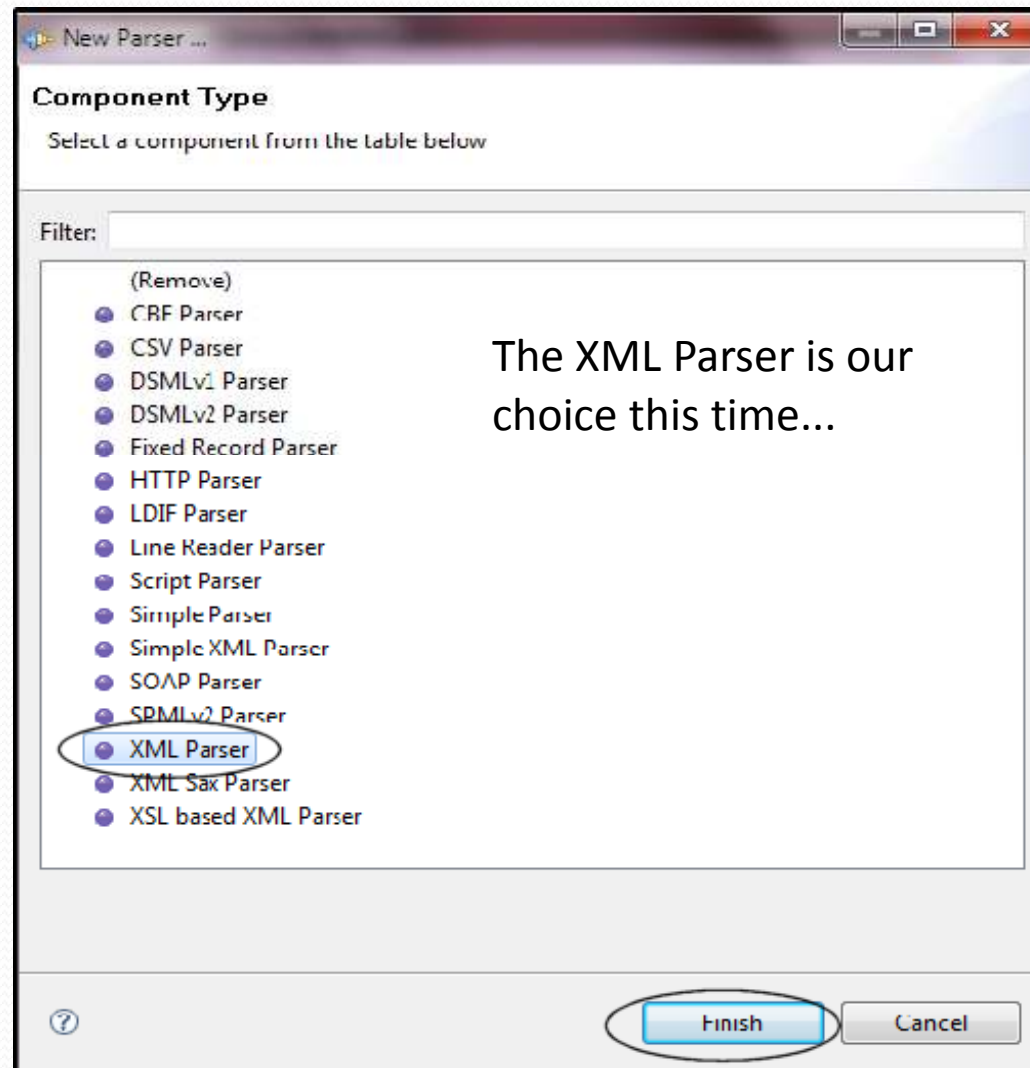 New Parser ...
Component Type
Select a component from the table below
Filter:
(Remove)
CBE Parser
CSV Parser
DSMLv1 Parser
DSMLv2 Parser
Fixed Record Parser
HTTP Parser
LDIF Parser
Line Reader Parser
Script Parser
Simple Parser
Simple XML Parser
SOAP Parser
SPMLv2 Parser
XML Parser
XML Sax Parser
XSL based XML Parser
The XML Parser is our
choice this time...
Finish
Cancel